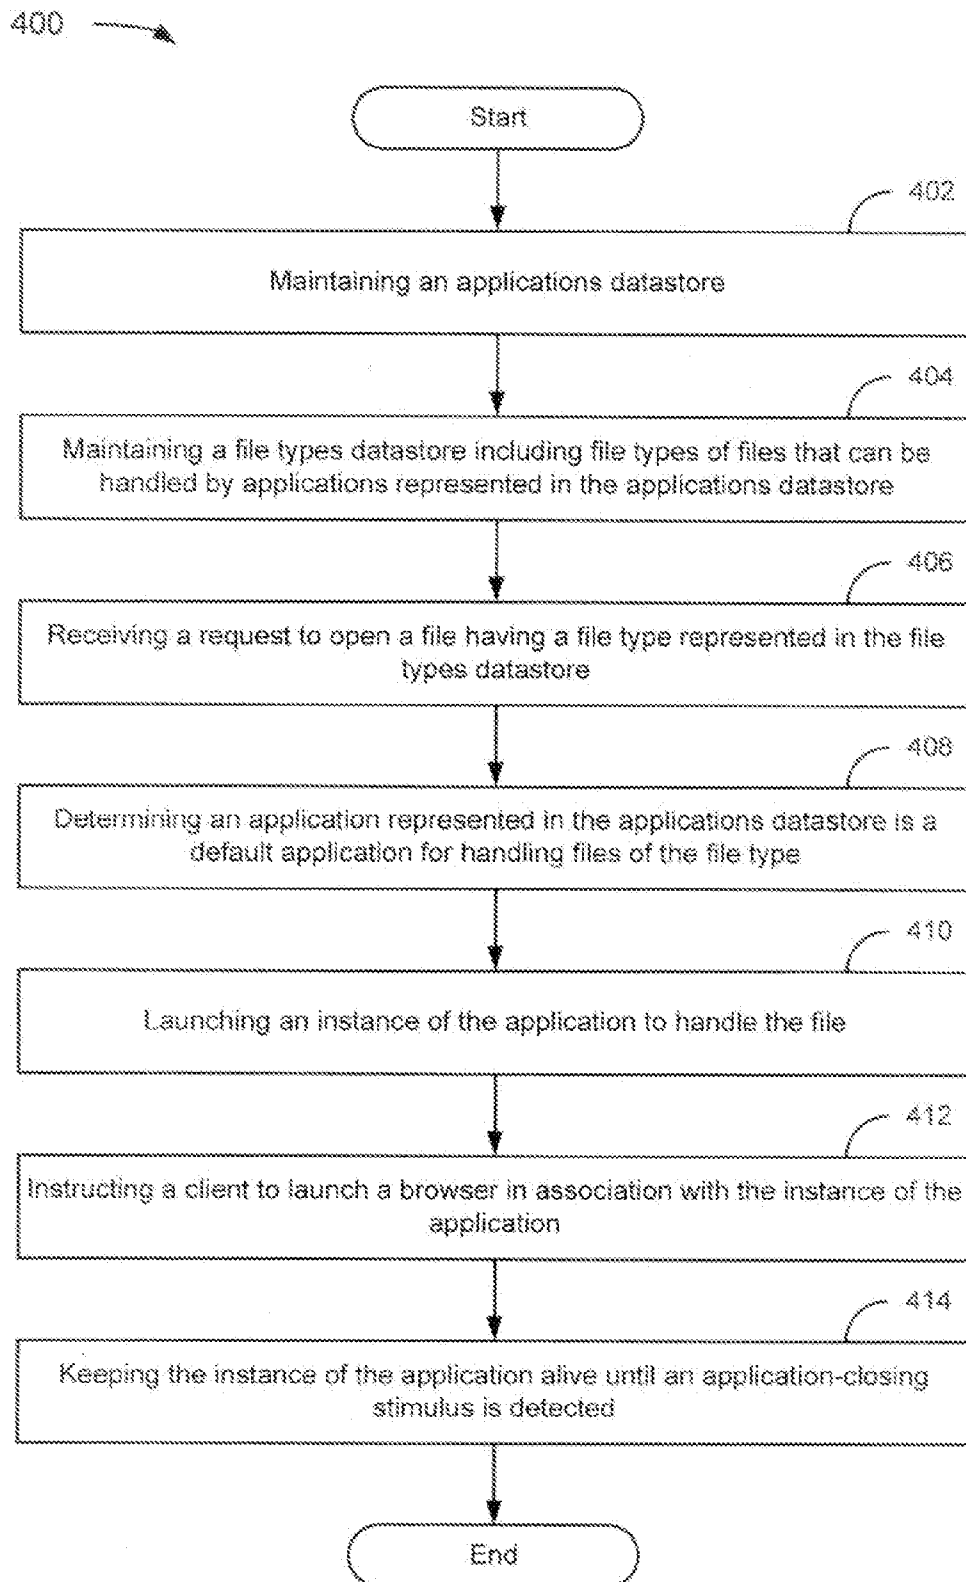 400
Start
402
Maintaining an applications datastore
404
Maintaining a file types datastore including file types of files that can be
handled by applications represented in the applications datastore
406
Receiving a request to open a file having a file type represented in the file
types datastore
408
Determining an application represented in the applications datastore is a
default application for handling files of the file type
410
Launching an instance of the application to handle the file
412
Instructing a client to launch a browser in association with the instance of the
application
414
Keeping the instance of the application alive until an application-closing
stimulus is detected
End